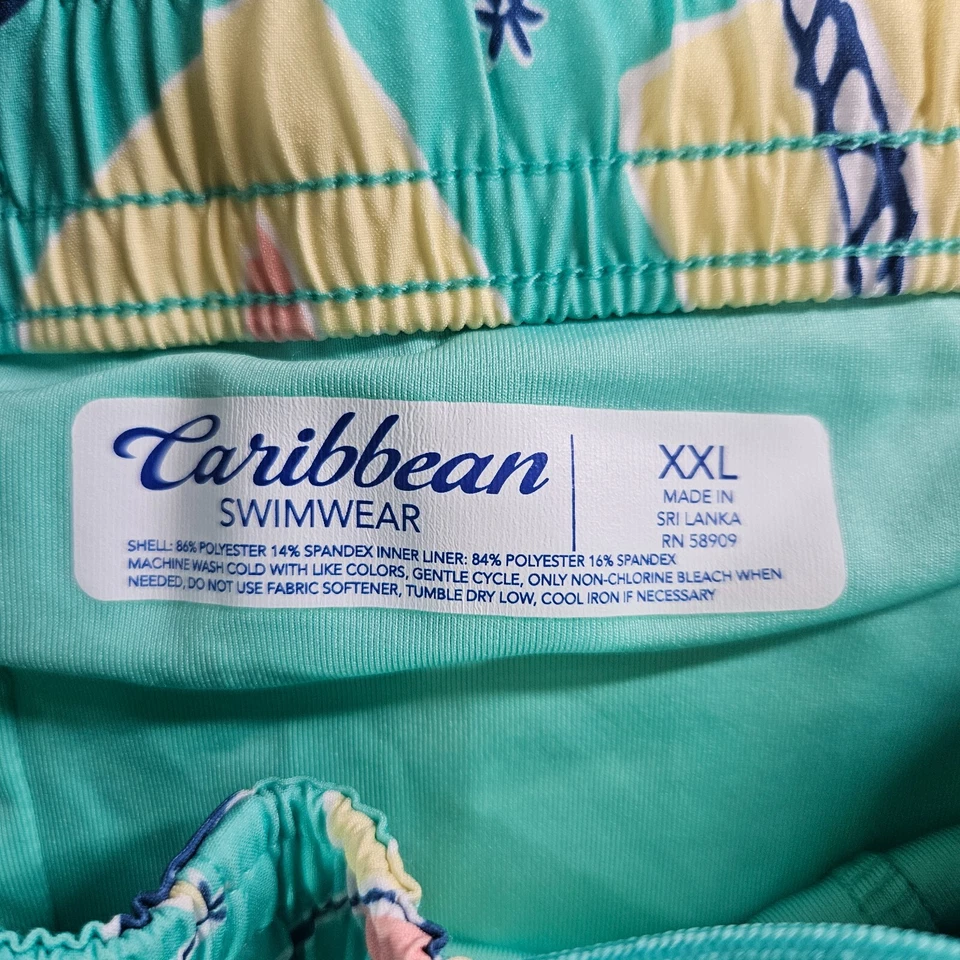 Caribbean
SWIMWEAR
XXL
MADE IN
SRI LANKA
RN 58909
SHELL: 86% POLYESTER 14% SPANDEX INNER LINER: 84% POLYESTER 16% SPANDEX
MACHINE WASH COLD WITH LIKE COLORS, GENTLE CYCLE, ONLY NON-CHLORINE BLEACH WHEN
NEEDED, DO NOT USE FABRIC SOFTENER, TUMBLE DRY LOW, COOL IRON IF NECESSARY